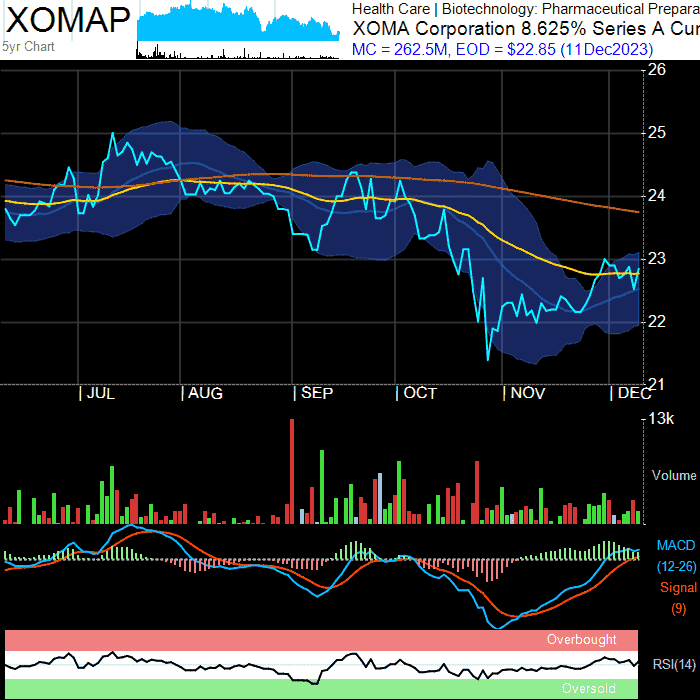 XOMAP
5yr Chart
Health Care | Biotechnology: Pharmaceutical Prepara
XOMA Corporation 8.625% Series A Cur
MC = 262.5M, EOD = $22.85 (11Dec2023)
26
25
24
23
22
21
| JUL | AUG | SEP | OCT | NOV | DEC
13k
Volume
MACD
(12-26)
Signal
(9)
Overbought
RSI(14)
Oversold